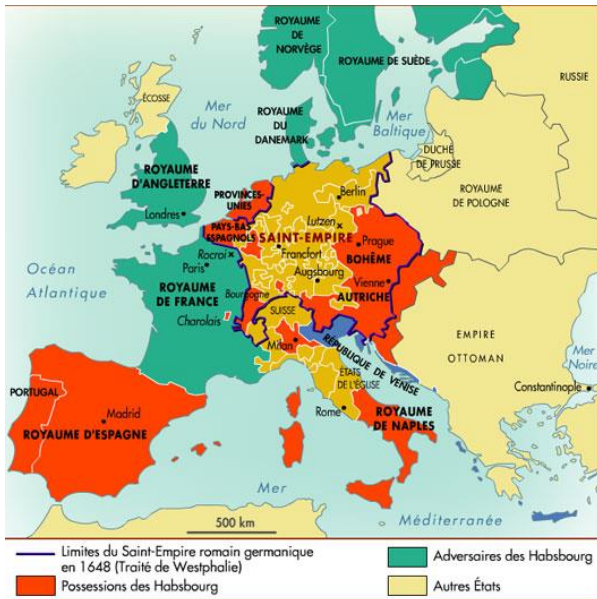 ROYAUME
DE
NORVÈGE
ROYAUME DE SUÈDE
RUSSIE
ÉCOSSE
Mer
du Nord
ROYAUME
DU
DANEMARK
Mer
Baltique
DUCHÉ
DE PRUSSE
ROYAUME
D'ANGLETERRE
Londres
PROVINCES-
UNIES
Berlin
ROYAUME
DE POLOGNE
PAYS-BAS
ESPAGNOLS
Lutzen
SAINT-EMPIRE
Rocroi
Paris
Francfort
Prague
BOHÈME
Océan
Atlantique
ROYAUME
DE FRANCE
Augsbourg
Vienne
AUTRICHE
Bourgogne
Charolais
SUISSE
Milan
RÉPUBLIQUE DE VENISE
EMPIRE
OTTOMAN
Mer
Noire
PORTUGAL
Madrid
ROYAUME D'ESPAGNE
ÉTATS
DE L'ÉGLISE
Rome
ROYAUME
DE NAPLES
Constantinople
Mer
Méditerranée
500 km
Limites du Saint-Empire romain germanique
en 1648 (Traité de Westphalie)
Possessions des Habsbourg
Adversaires des Habsbourg
Autres États